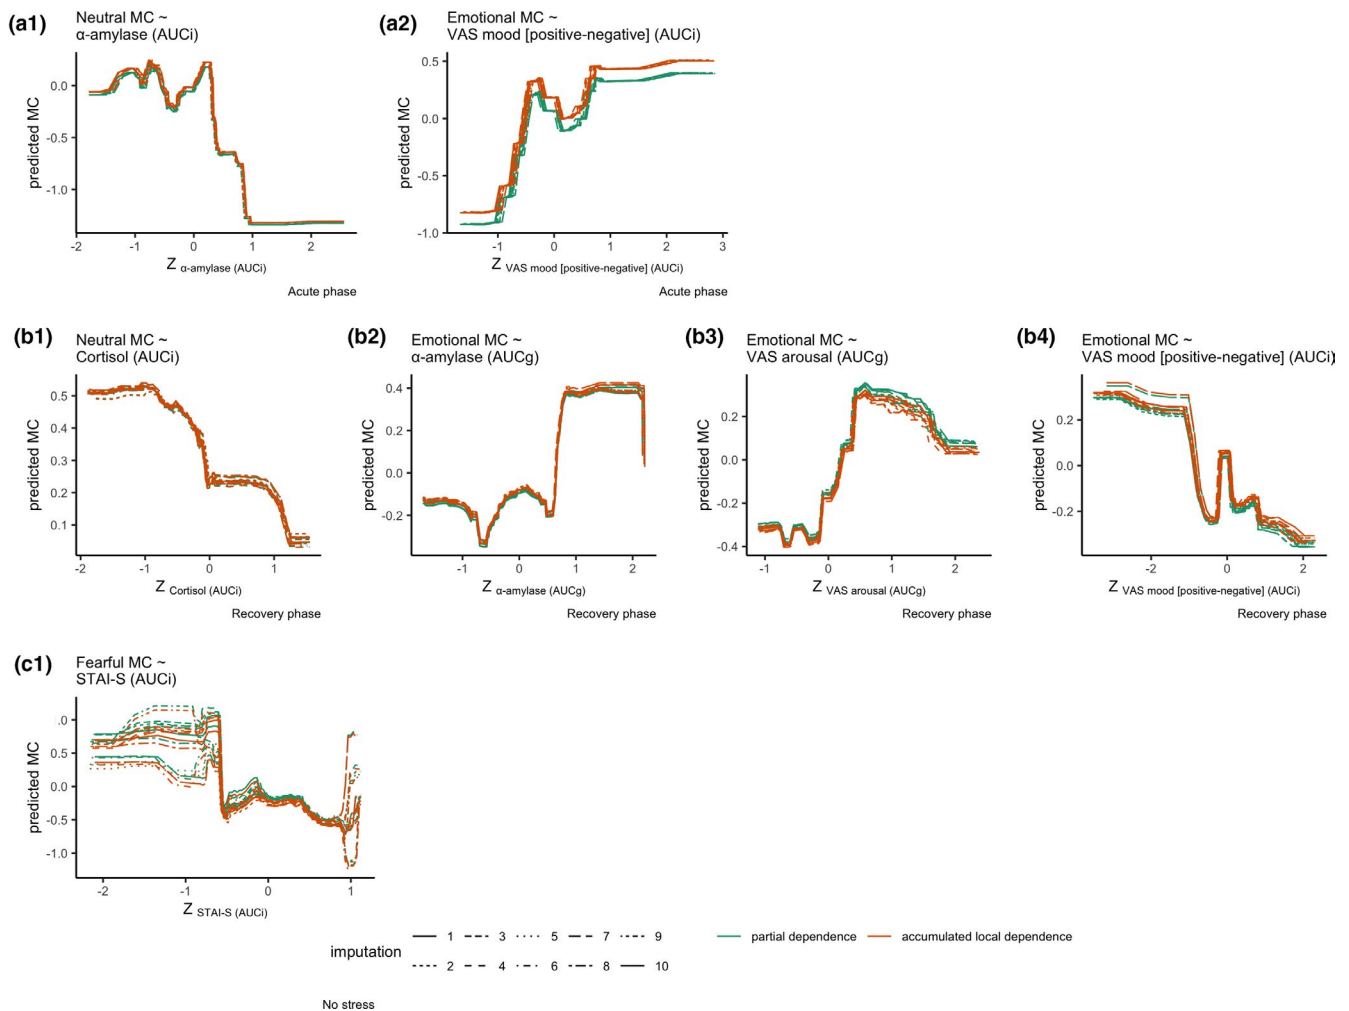 (a1)
Neutral MC ~
α-amylase (AUCi)
predicted MC
0.0
-0.5
-1.0
-2 -1 0 1 2
Z α-amylase (AUCi)
Acute phase
(a2)
Emotional MC ~
VAS mood [positive-negative] (AUCi)
predicted MC
0.5
0.0
-0.5
-1.0
-1 0 1 2 3
Z VAS mood [positive-negative] (AUCi)
Acute phase
(b1)
Neutral MC ~
Cortisol (AUCi)
predicted MC
0.5
0.4
0.3
0.2
0.1
-2 -1 0 1
Z Cortisol (AUCi)
Recovery phase
(b2)
Emotional MC ~
α-amylase (AUCg)
predicted MC
0.4
0.2
0.0
-0.2
-1 0 1 2
Z α-amylase (AUCg)
Recovery phase
(b3)
Emotional MC ~
VAS arousal (AUCg)
predicted MC
0.2
0.0
-0.2
-0.4
-1 0 1 2
Z VAS arousal (AUCg)
Recovery phase
(b4)
Emotional MC ~
VAS mood [positive-negative] (AUCi)
predicted MC
0.2
0.0
-0.2
-2 0 2
Z VAS mood [positive-negative] (AUCi)
Recovery phase
(c1)
Fearful MC ~
STAI-S (AUCi)
predicted MC
.0
0.5
0.0
-0.5
-1.0
-2 -1 0 1
Z STAI-S (AUCi)
imputation
1 3 5 7 9
2 4 6 8 10
partial dependence accumulated local dependence
No stress